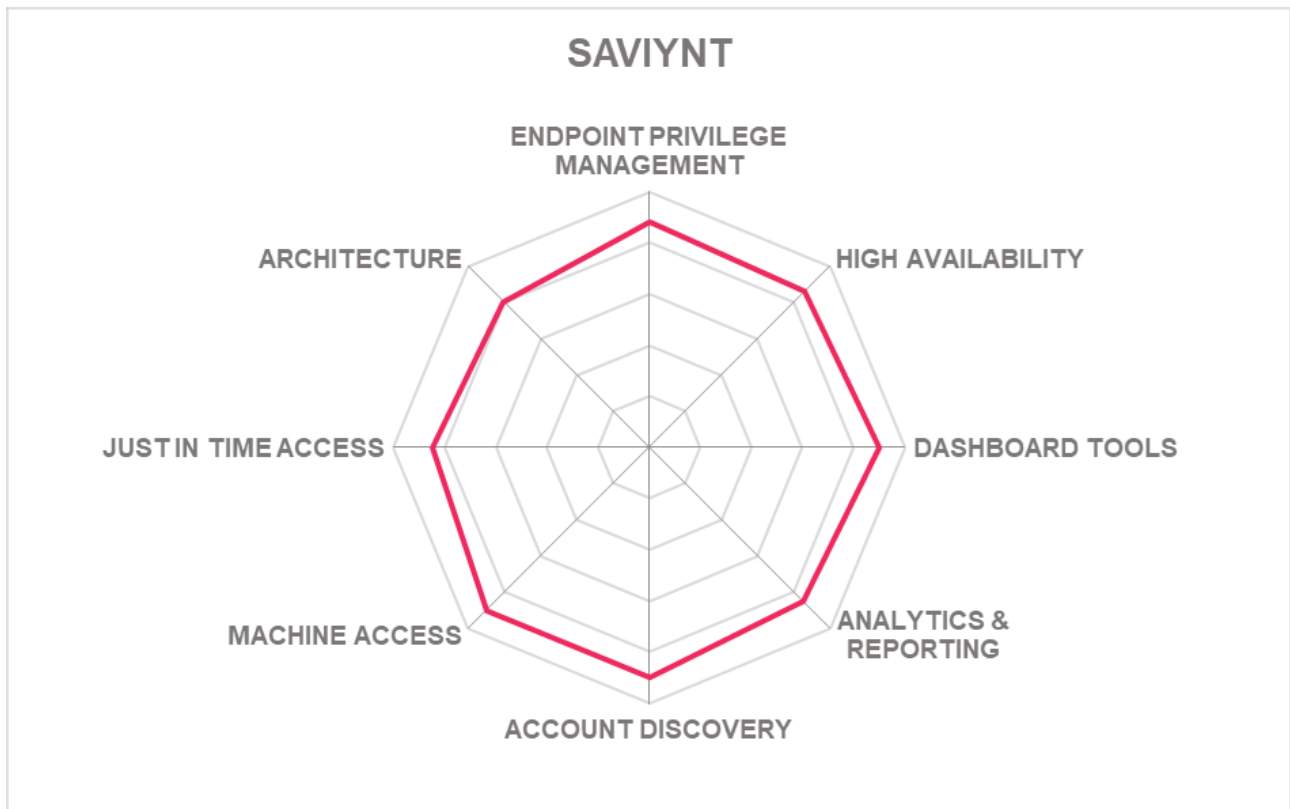 SAVIYNT
ENDPOINT PRIVILEGE
MANAGEMENT
ARCHITECTURE
HIGH AVAILABILITY
JUST IN TIME ACCESS
DASHBOARD TOOLS
MACHINE ACCESS
ANALYTICS &
REPORTING
ACCOUNT DISCOVERY